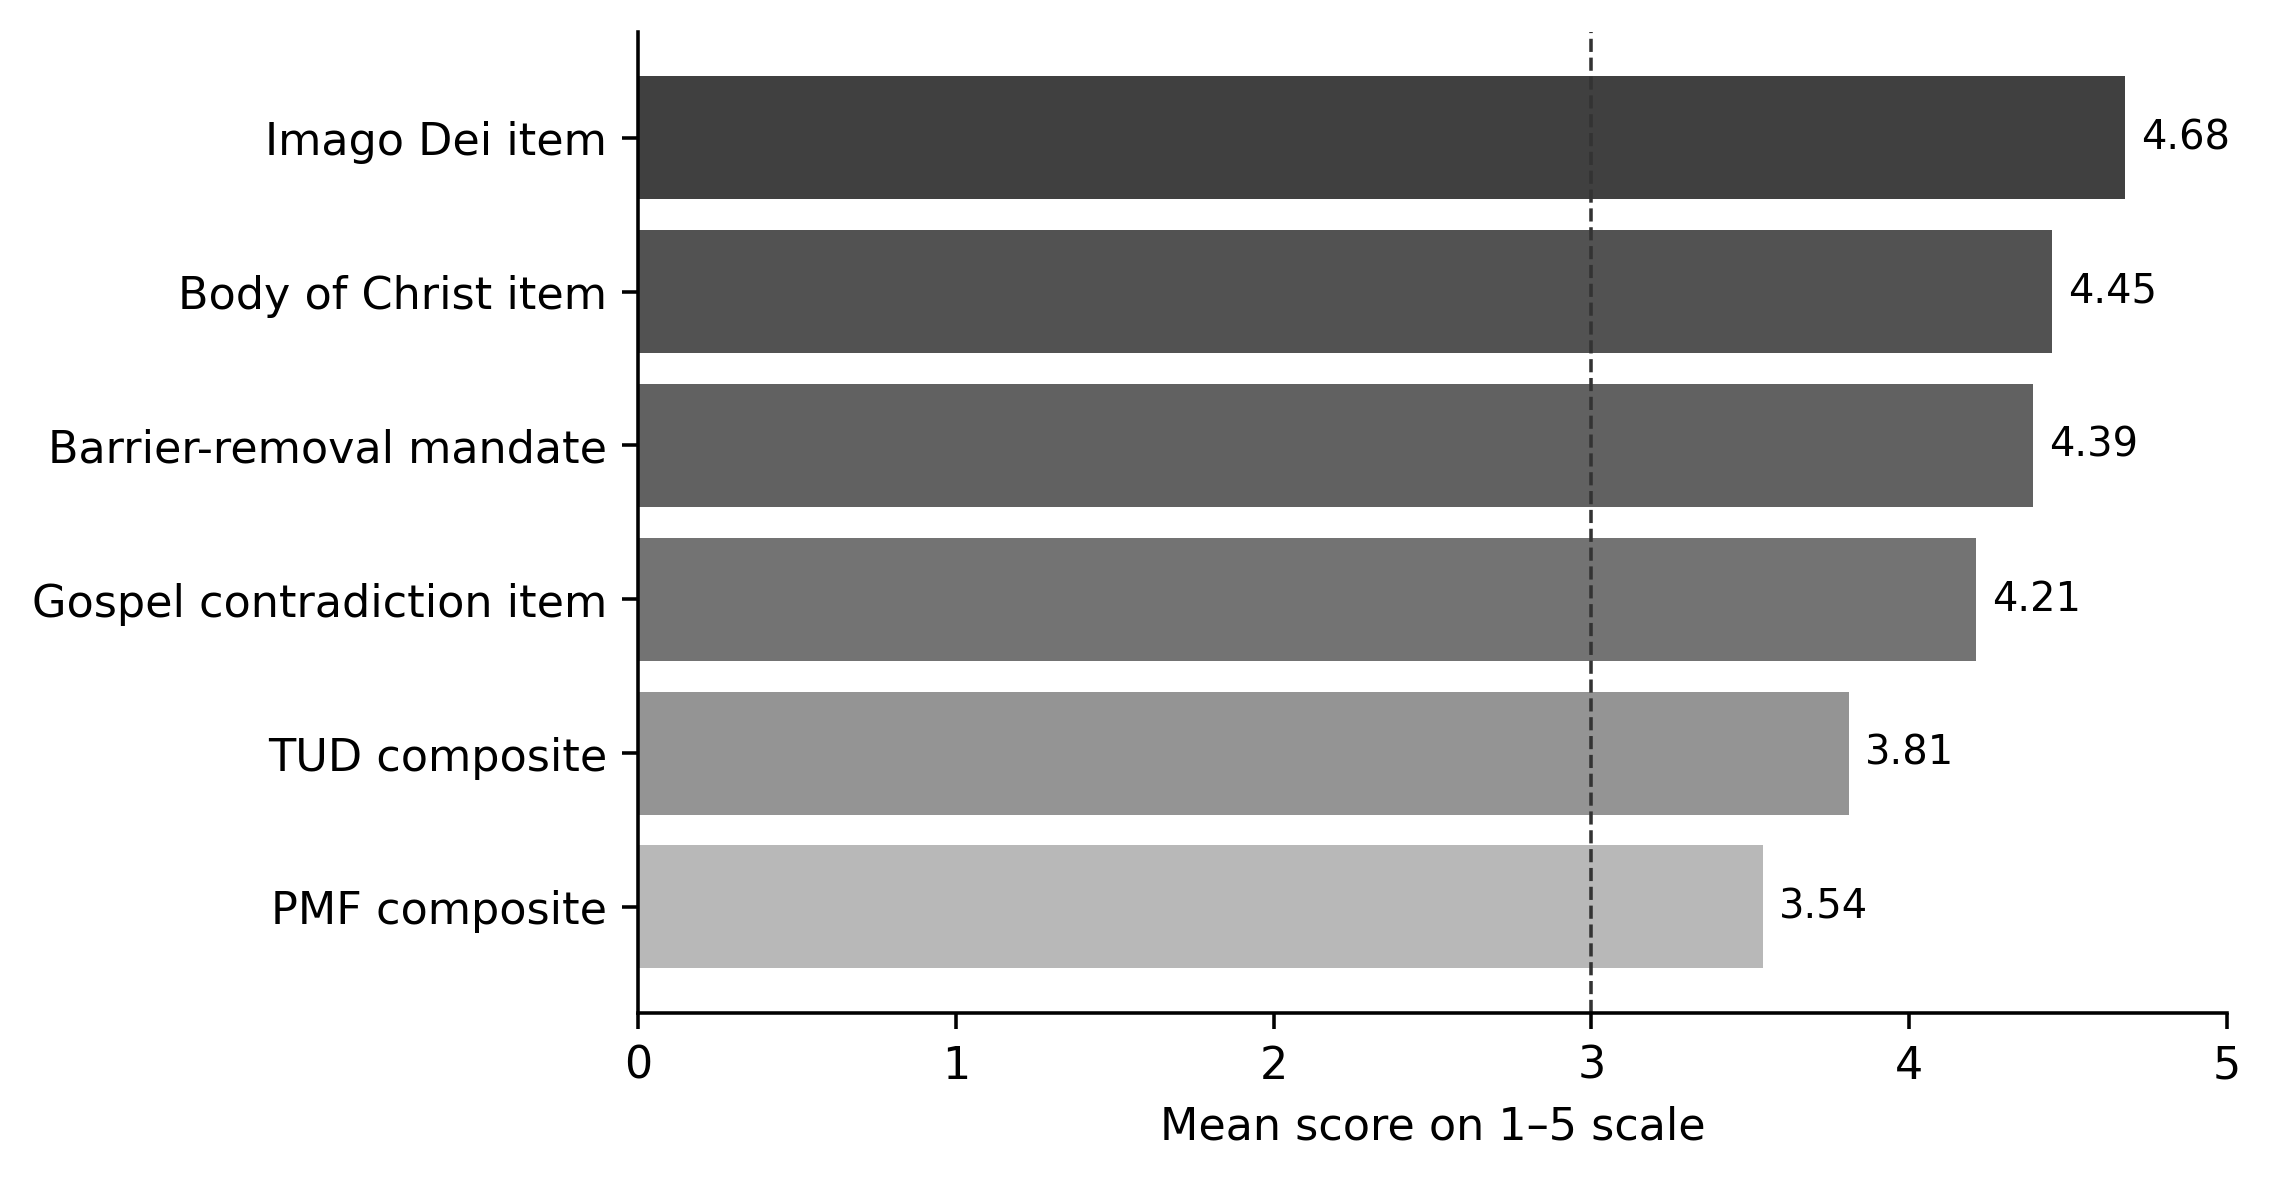 Imago Dei item 4.68
Body of Christ item 4.45
Barrier-removal mandate 4.39
Gospel contradiction item 4.21
TUD composite 3.81
PMF composite 3.54
0 1 2 3 4 5
Mean score on 1–5 scale